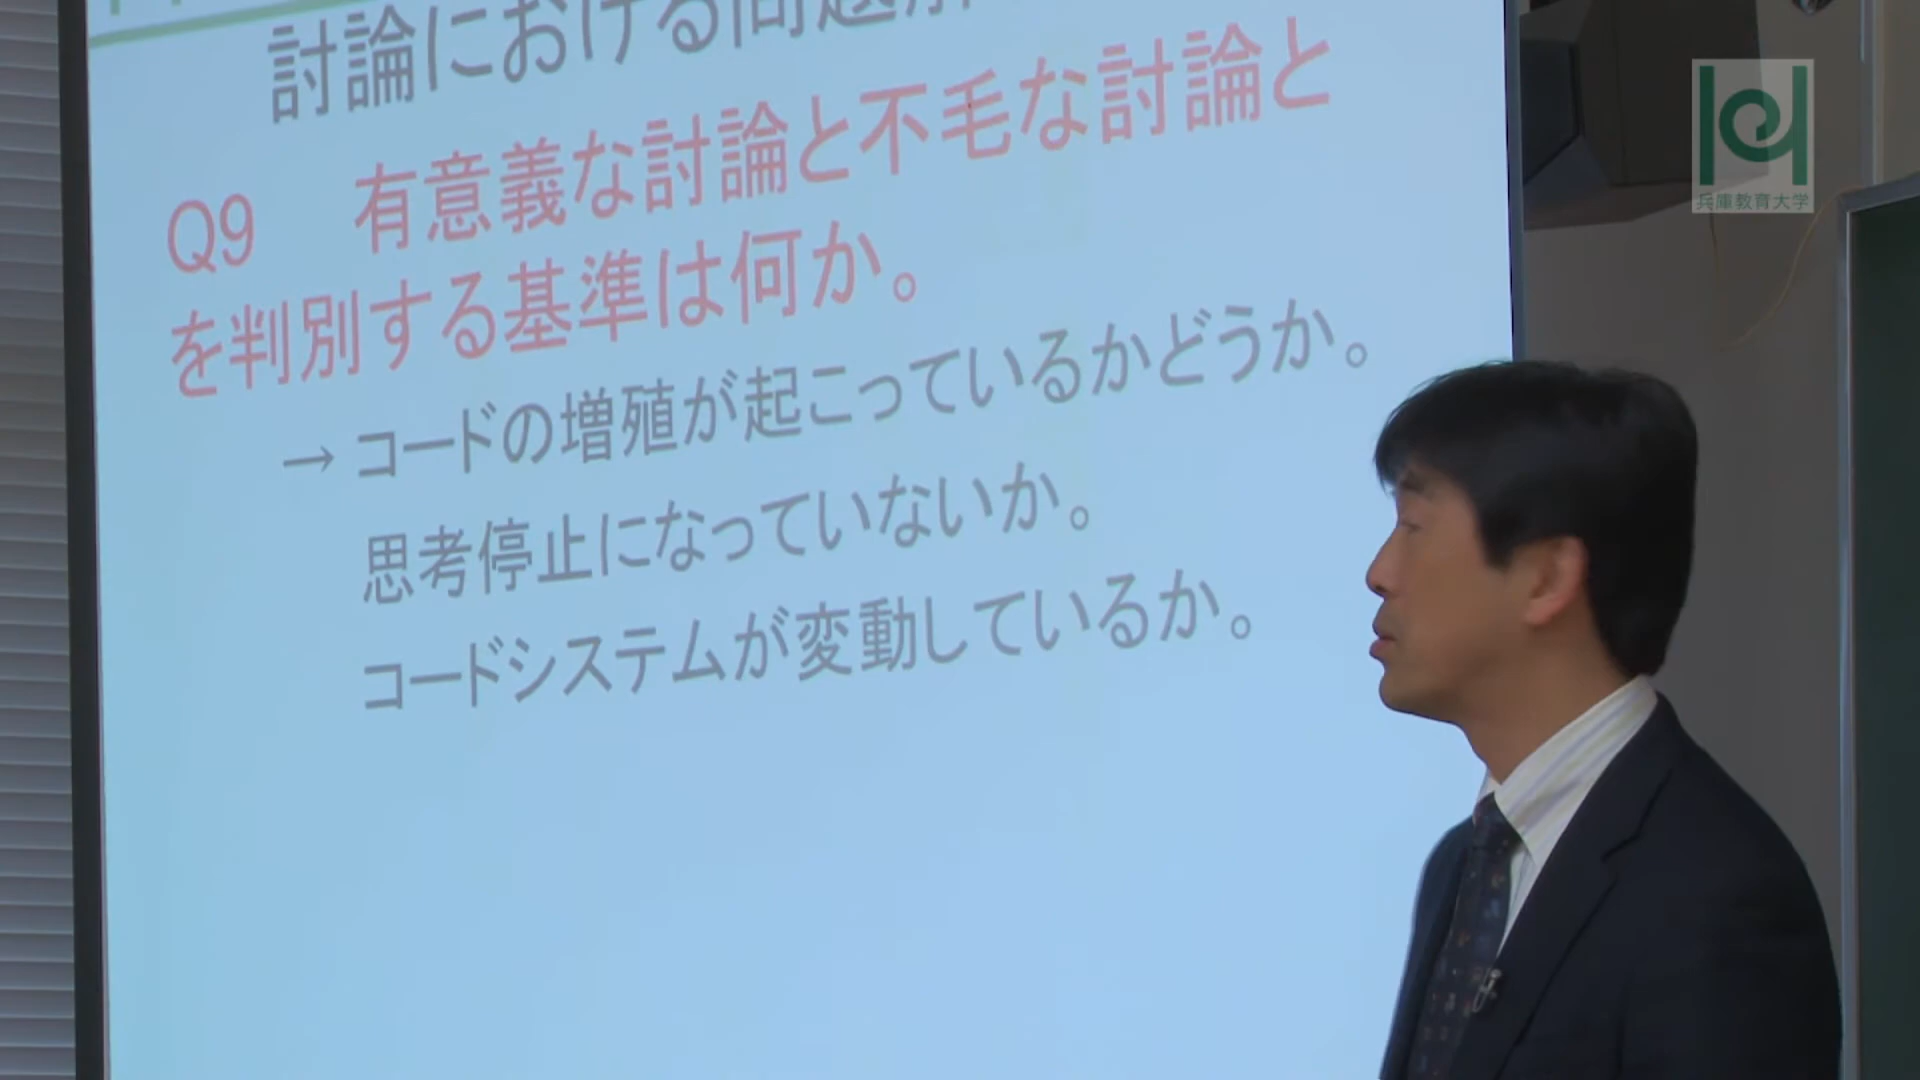 討論における問題解
Q9 有意義な討論と不毛な討論と
を判別する基準は何か。
→ コードの増殖が起こっているかどうか。
思考停止になっていないか。
コードシステムが変動しているか。
兵庫教育大学